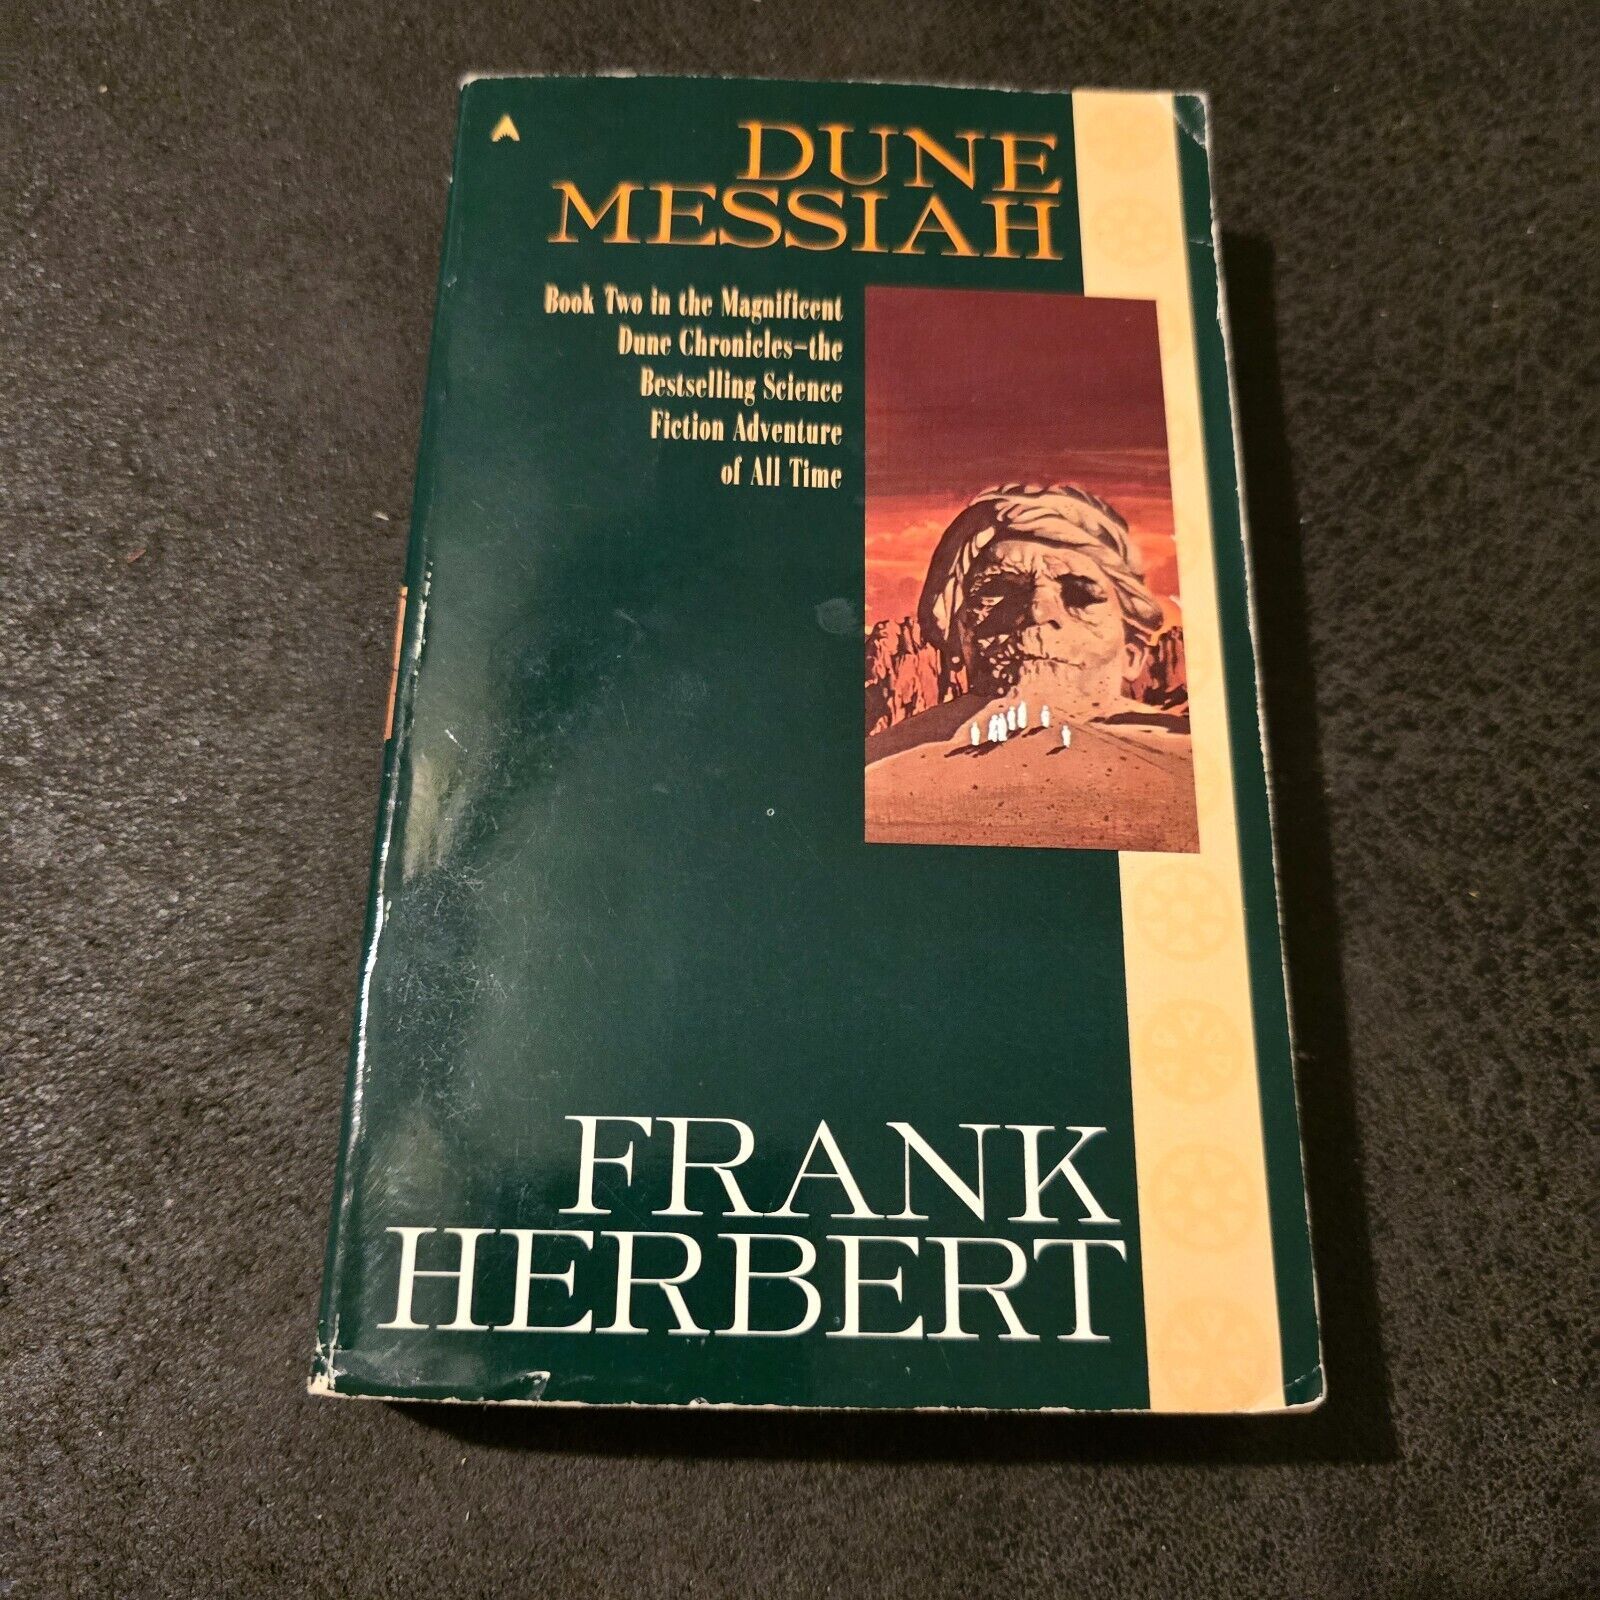 DUNE
MESSIAH
Book Two in the Magnificent
Dune Chronicles—the
Bestselling Science
Fiction Adventure
of All Time
FRANK
HERBERT